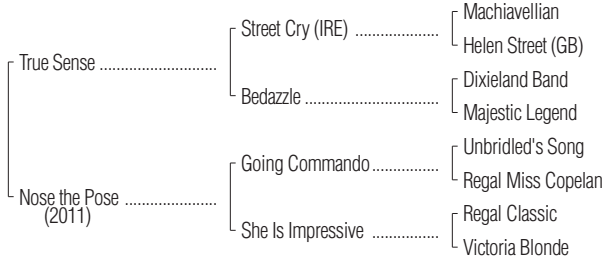 Machiavellian
Street Cry (IRE) ..................
Helen Street (GB)
True Sense ............................
Dixieland Band
Bedazzle ................................
Majestic Legend
Unbridled's Song
Going Commando................
Regal Miss Copelan
Nose the Pose ......................
(2011)
Regal Classic
She Is Impressive ................
Victoria Blonde